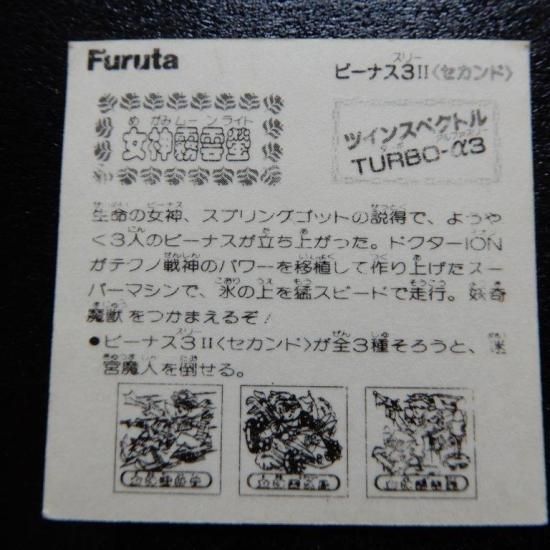 Furuta
ビーナス3II〈セカンド〉
女神霧雲蛍
ツインスペクトル
TURBO-α3
生命の女神、スプリングゴットの説得で、ようや
く3人のビーナスが立ち上がった。ドクターION
がテクノ戦神のパワーを移植して作り上げたスー
パーマシンで、氷の上を猛スピードで走行。妖奇
魔獣をつかまえるぞ!
●ビーナス3II〈セカンド〉が全3種そろうと、迷
宮魔人を倒せる。